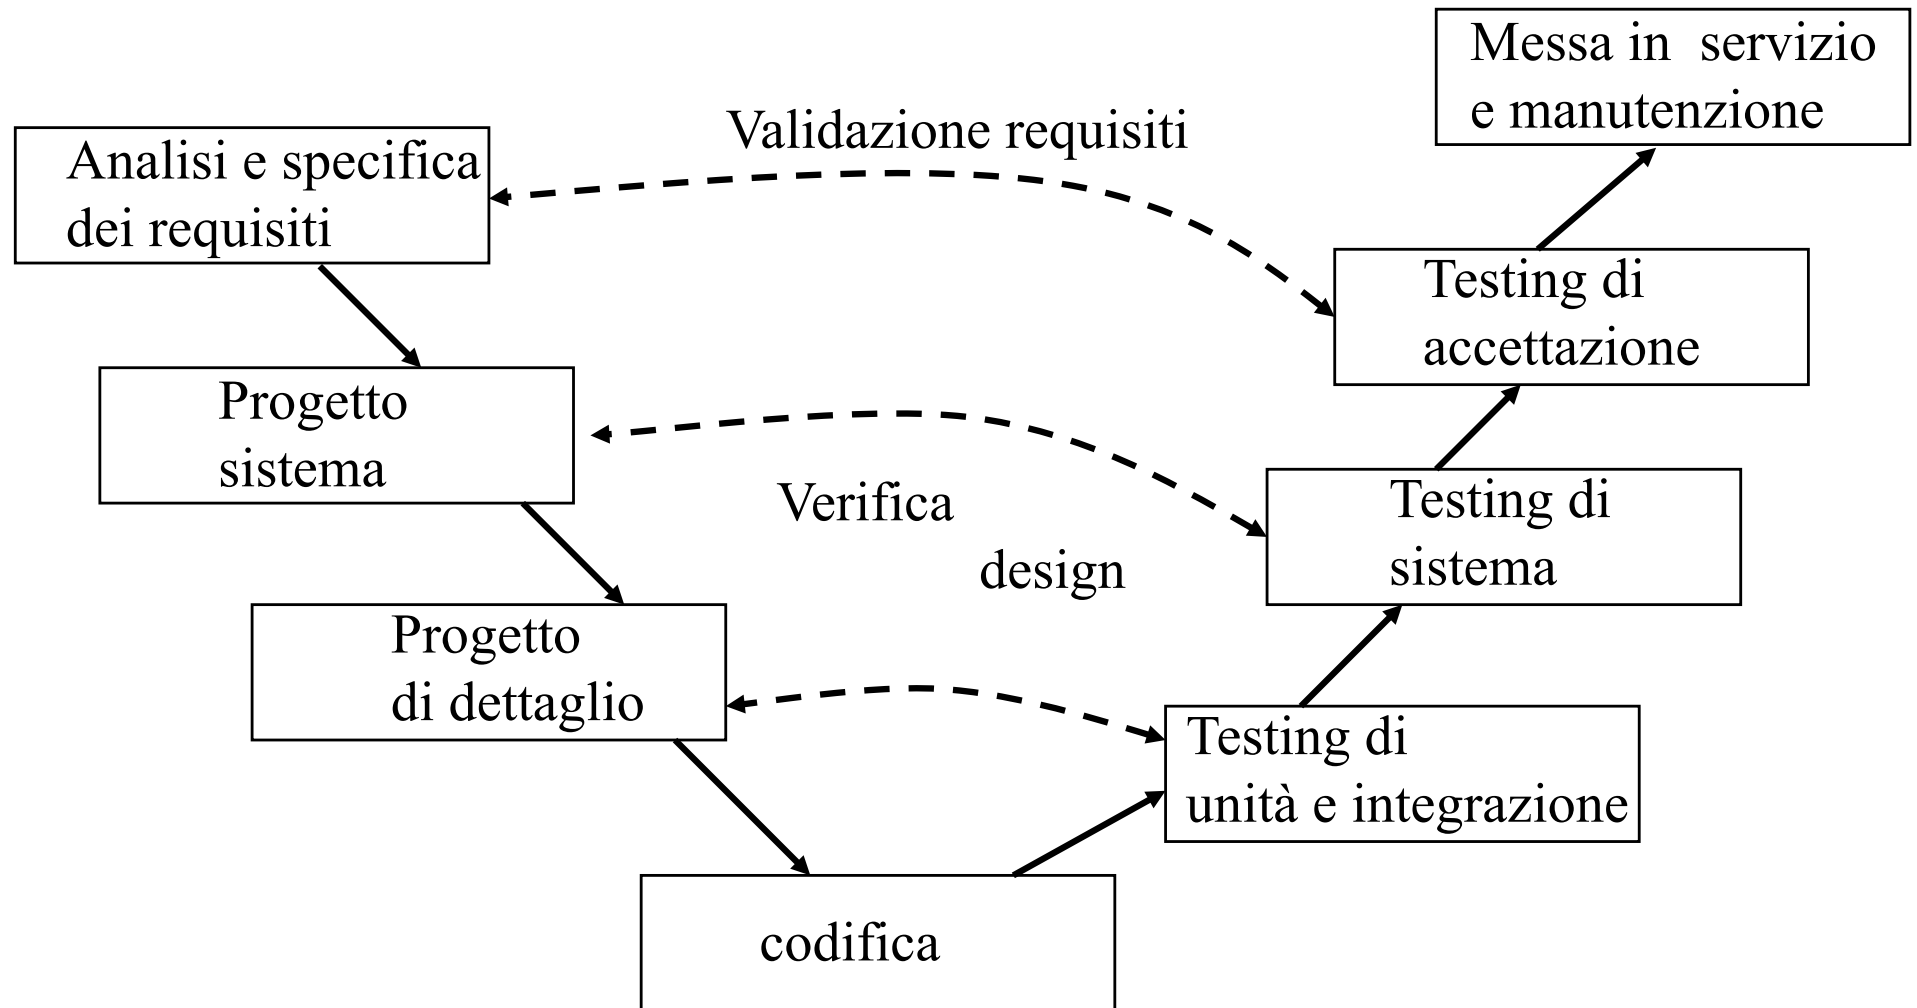 Messa in  servizio
e manutenzione
Validazione requisiti
Analisi e specifica
dei requisiti
Testing di
accettazione
Progetto
sistema
Verifica
design
Testing di
sistema
Progetto
di dettaglio
Testing di
unità e integrazione
codifica